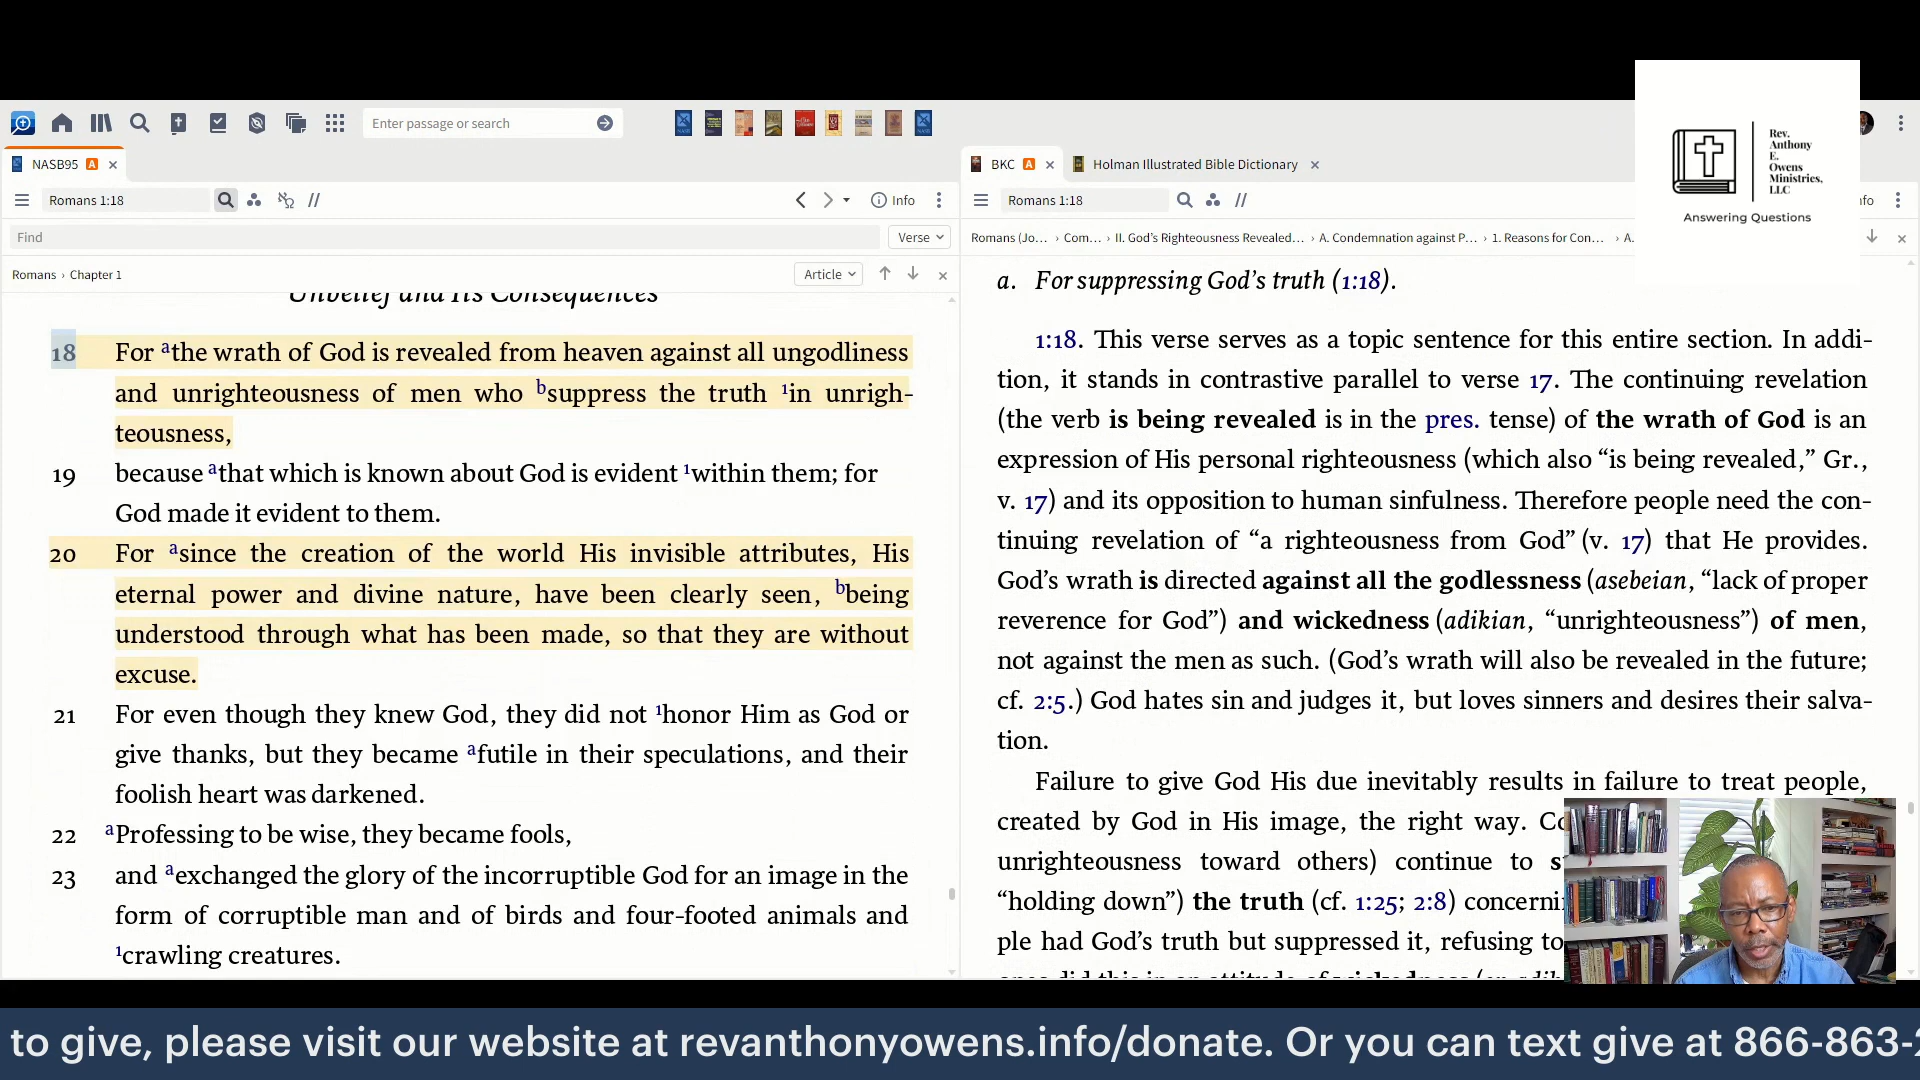 Enter passage or search
Rev.
Anthony
E.
Owens
Ministries,
LLC
Answering Questions
NASB95 A
Romans 1:18
Info
Find
Verse
Romans › Chapter 1
Article
Unbelief and Its Consequences
18 For ᵃthe wrath of God is revealed from heaven against all ungodliness
and unrighteousness of men who ᵇsuppress the truth ¹in unrigh-
teousness,
19 because ᵃthat which is known about God is evident ¹within them; for
God made it evident to them.
20 For ᵃsince the creation of the world His invisible attributes, His
eternal power and divine nature, have been clearly seen, ᵇbeing
understood through what has been made, so that they are without
excuse.
21 For even though they knew God, they did not ¹honor Him as God or
give thanks, but they became ᵃfutile in their speculations, and their
foolish heart was darkened.
22 ᵃProfessing to be wise, they became fools,
23 and ᵃexchanged the glory of the incorruptible God for an image in the
form of corruptible man and of birds and four-footed animals and
¹crawling creatures.
BKC A
Holman Illustrated Bible Dictionary
Romans 1:18
nfo
Romans (Jo… › Com… › II. God’s Righteousness Revealed… › A. Condemnation against P… › 1. Reasons for Con… › A.
a. For suppressing God’s truth (1:18).
1:18. This verse serves as a topic sentence for this entire section. In addi-
tion, it stands in contrastive parallel to verse 17. The continuing revelation
(the verb is being revealed is in the pres. tense) of the wrath of God is an
expression of His personal righteousness (which also “is being revealed,” Gr.,
v. 17) and its opposition to human sinfulness. Therefore people need the con-
tinuing revelation of “a righteousness from God” (v. 17) that He provides.
God’s wrath is directed against all the godlessness (asebeian, “lack of proper
reverence for God”) and wickedness (adikian, “unrighteousness”) of men,
not against the men as such. (God’s wrath will also be revealed in the future;
cf. 2:5.) God hates sin and judges it, but loves sinners and desires their salva-
tion.
Failure to give God His due inevitably results in failure to treat people,
created by God in His image, the right way. Co
unrighteousness toward others) continue to s
“holding down”) the truth (cf. 1:25; 2:8) concerni
ple had God’s truth but suppressed it, refusing to
ones did this in an attitude of wickedness (en adik
to give, please visit our website at revanthonyowens.info/donate. Or you can text give at 866-863-